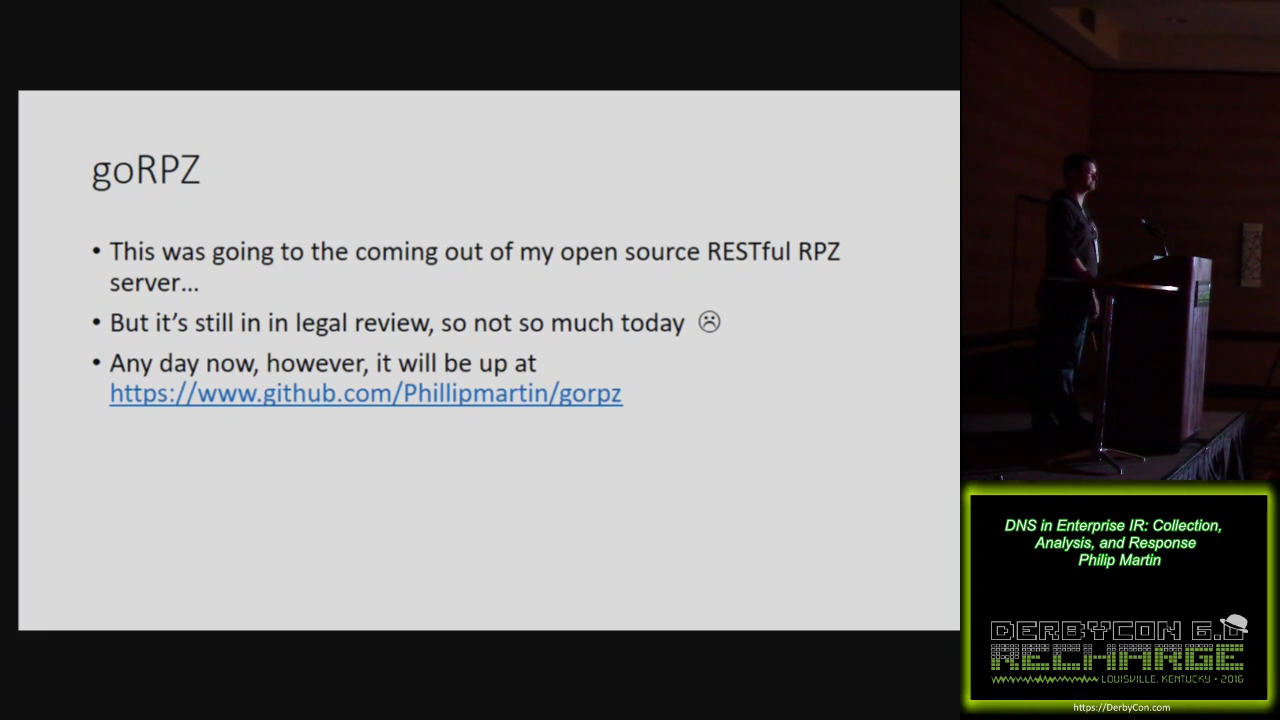 goRPZ
• This was going to the coming out of my open source RESTful RPZ
server...
• But it's still in in legal review, so not so much today ☹
• Any day now, however, it will be up at
https://www.github.com/Phillipmartin/gorpz
DNS in Enterprise IR: Collection,
Analysis, and Response
Philip Martin
DERBYCON 6.0
RECHARGE
LOUISVILLE, KENTUCKY • 2016
https://DerbyCon.com